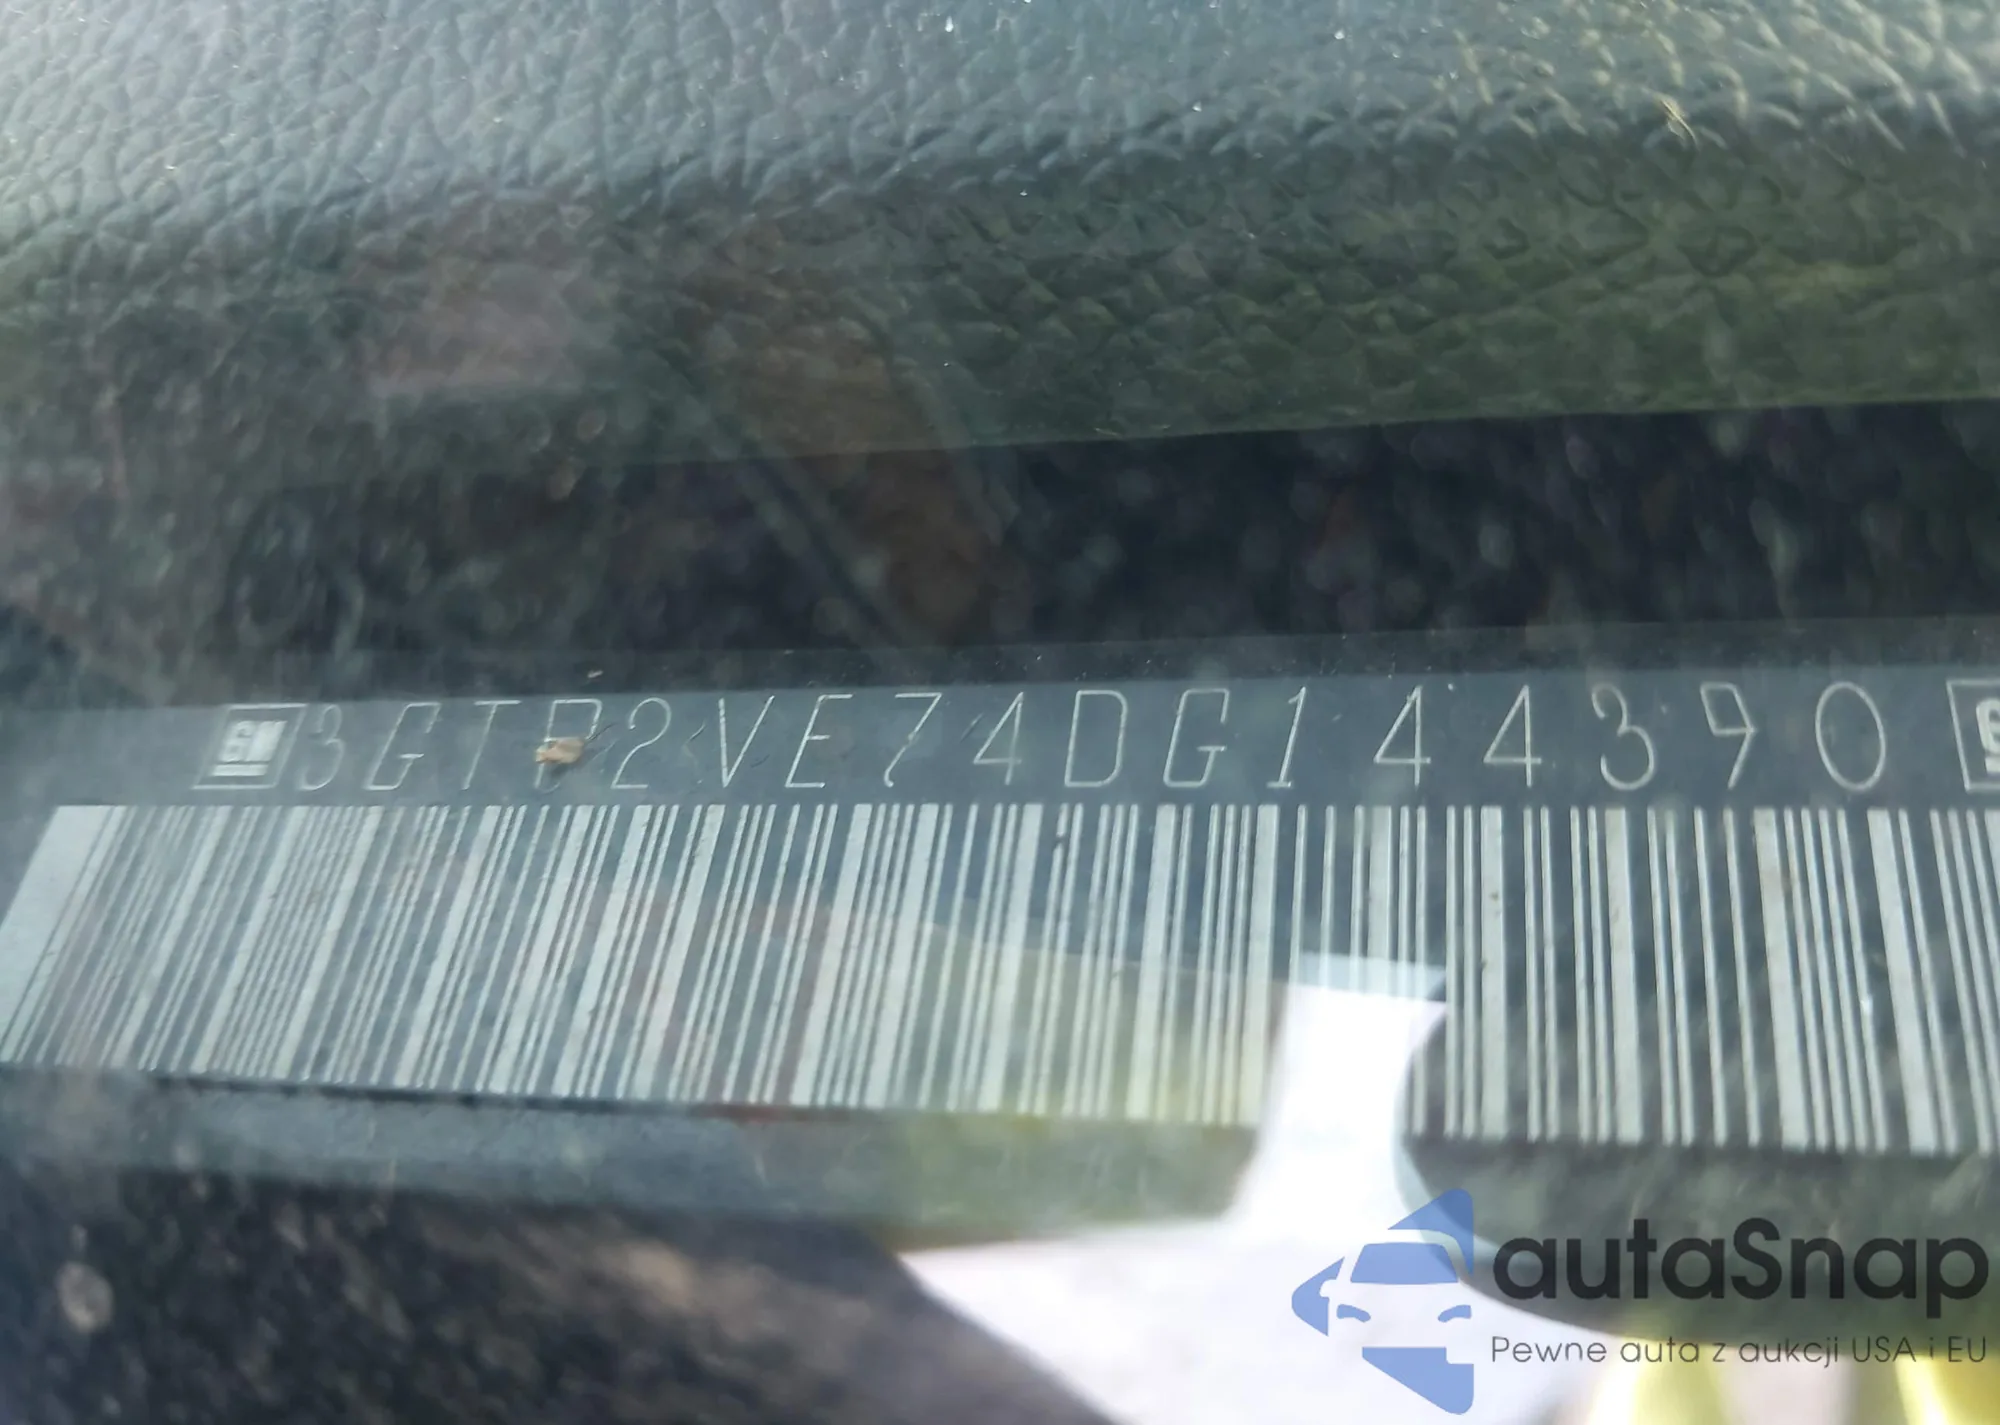 GM 3GTP2VE74DG144390 G
autaSnap
Pewne auta z aukcji USA i EU